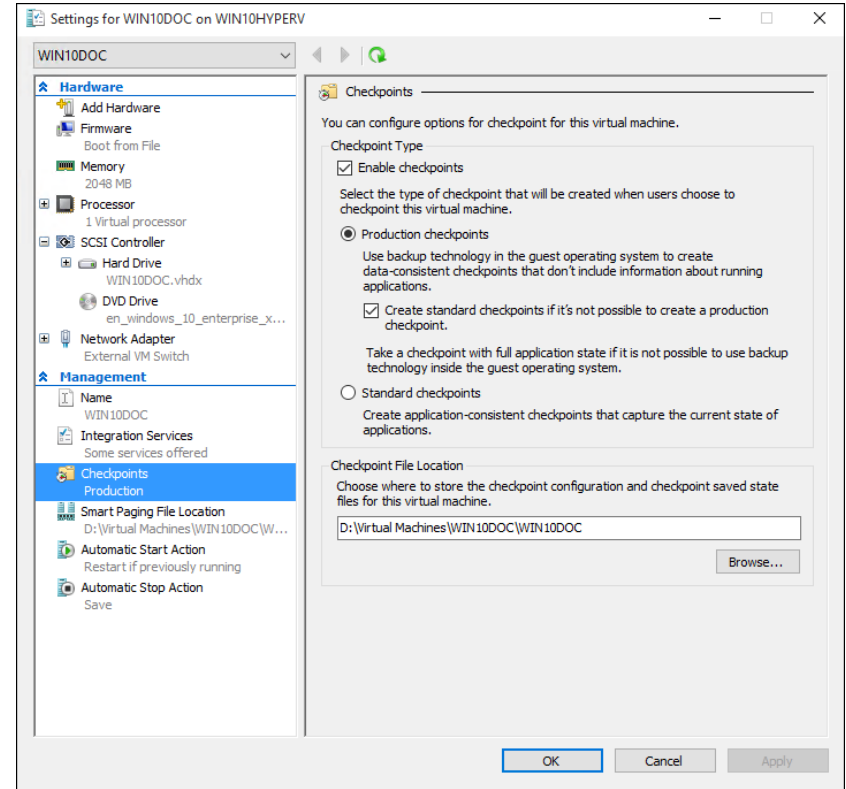 Settings for WIN10DOC on WIN10HYPERV
WIN10DOC
Hardware
Add Hardware
Firmware
Boot from File
Memory
2048 MB
Processor
1 Virtual processor
SCSI Controller
Hard Drive
WIN10DOC.vhdx
DVD Drive
en_windows_10_enterprise_x...
Network Adapter
External VM Switch
Management
Name
WIN10DOC
Integration Services
Some services offered
Checkpoints
Production
Smart Paging File Location
D:\Virtual Machines\WIN10DOC\W...
Automatic Start Action
Restart if previously running
Automatic Stop Action
Save
Checkpoints
You can configure options for checkpoint for this virtual machine.
Checkpoint Type
Enable checkpoints
Select the type of checkpoint that will be created when users choose to
checkpoint this virtual machine.
Production checkpoints
Use backup technology in the guest operating system to create
data-consistent checkpoints that don't include information about running
applications.
Create standard checkpoints if it's not possible to create a production
checkpoint.
Take a checkpoint with full application state if it is not possible to use backup
technology inside the guest operating system.
Standard checkpoints
Create application-consistent checkpoints that capture the current state of
applications.
Checkpoint File Location
Choose where to store the checkpoint configuration and checkpoint saved state
files for this virtual machine.
D:\Virtual Machines\WIN10DOC\WIN10DOC
Browse...
OK
Cancel
Apply